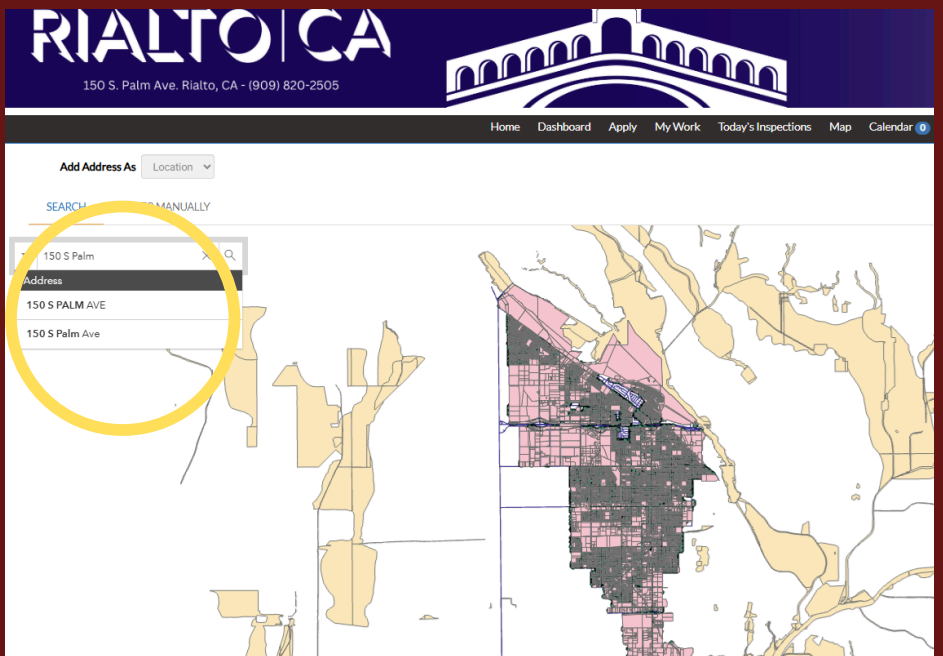 RIALTO|CA
150 S. Palm Ave. Rialto, CA - (909) 820-2505
Home Dashboard Apply My Work Today's Inspections Map Calendar 0
Add Address As Location
SEARCH MANUALLY
150 S Palm
Address
150 S PALM AVE
150 S Palm Ave